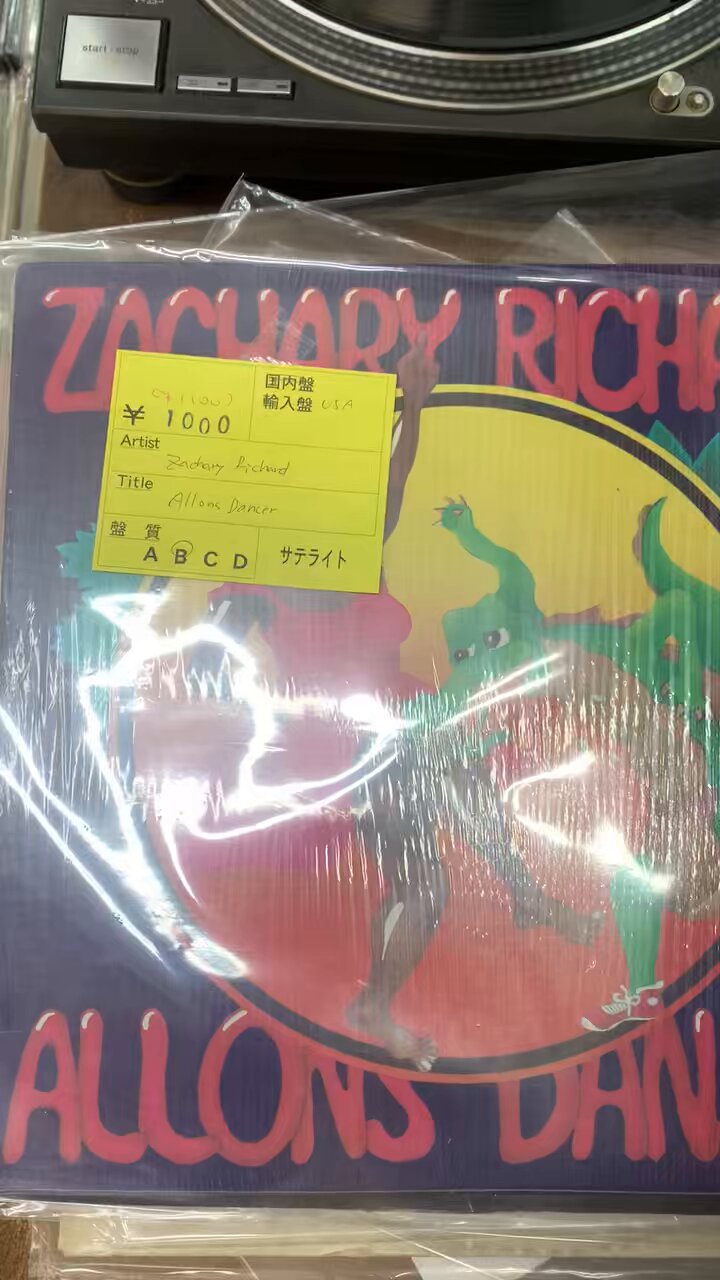 start・stop
ZACHARY RICHA
国内盤
輸入盤 USA
¥ 1000
Artist
Zachary Richard
Title
Allons Dancer
盤 質
A B C D
サテライト
ALLONS DAN